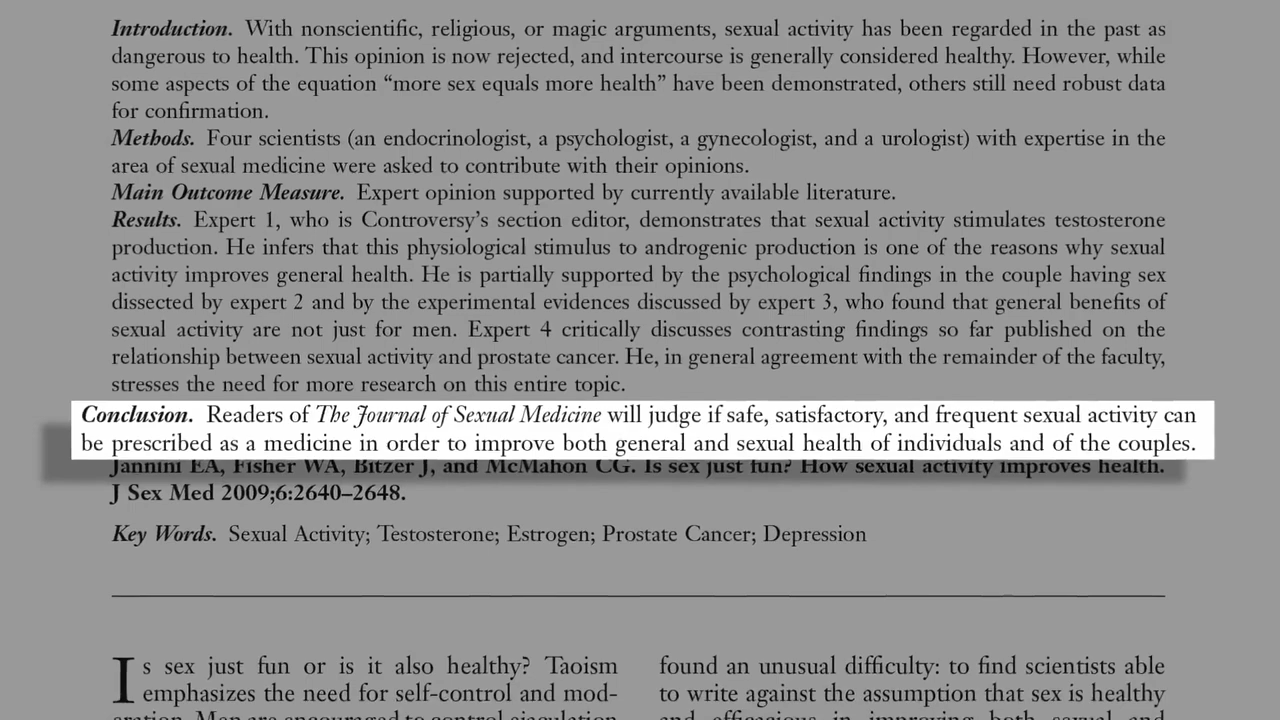 Introduction. With nonscientific, religious, or magic arguments, sexual activity has been regarded in the past as
dangerous to health. This opinion is now rejected, and intercourse is generally considered healthy. However, while
some aspects of the equation “more sex equals more health” have been demonstrated, others still need robust data
for confirmation.
Methods. Four scientists (an endocrinologist, a psychologist, a gynecologist, and a urologist) with expertise in the
area of sexual medicine were asked to contribute with their opinions.
Main Outcome Measure. Expert opinion supported by currently available literature.
Results. Expert 1, who is Controversy’s section editor, demonstrates that sexual activity stimulates testosterone
production. He infers that this physiological stimulus to androgenic production is one of the reasons why sexual
activity improves general health. He is partially supported by the psychological findings in the couple having sex
dissected by expert 2 and by the experimental evidences discussed by expert 3, who found that general benefits of
sexual activity are not just for men. Expert 4 critically discusses contrasting findings so far published on the
relationship between sexual activity and prostate cancer. He, in general agreement with the remainder of the faculty,
stresses the need for more research on this entire topic.
Conclusion. Readers of The Journal of Sexual Medicine will judge if safe, satisfactory, and frequent sexual activity can
be prescribed as a medicine in order to improve both general and sexual health of individuals and of the couples.
Jannini EA, Fisher WA, Bitzer J, and McMahon CG. Is sex just fun? How sexual activity improves health.
J Sex Med 2009;6:2640–2648.
Key Words. Sexual Activity; Testosterone; Estrogen; Prostate Cancer; Depression
Is sex just fun or is it also healthy? Taoism
emphasizes the need for self-control and mod-
eration. Men are encouraged to control ejaculation
found an unusual difficulty: to find scientists able
to write against the assumption that sex is healthy
and efficacious in improving both sexual and